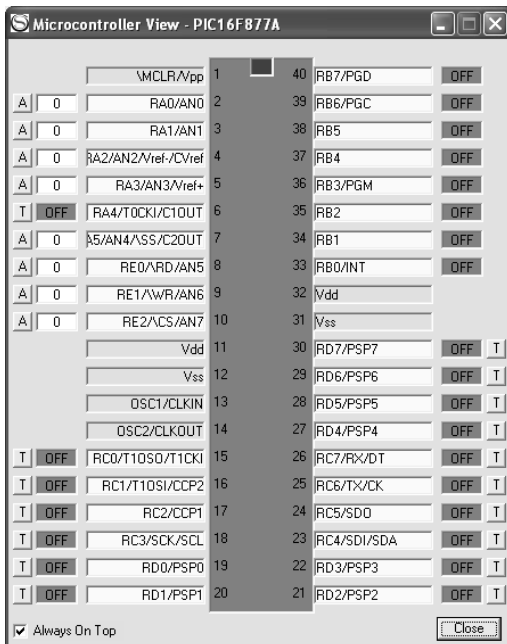 Microcontroller View - PIC16F877A
\MCLR/Vpp 1 40 RB7/PGD OFF
A 0 RA0/AN0 2 39 RB6/PGC OFF
A 0 RA1/AN1 3 38 RB5 OFF
A 0 RA2/AN2/Vref-/CVref 4 37 RB4 OFF
A 0 RA3/AN3/Vref+ 5 36 RB3/PGM OFF
T OFF RA4/T0CKI/C1OUT 6 35 RB2 OFF
A 0 A5/AN4/\SS/C2OUT 7 34 RB1 OFF
A 0 RE0/\RD/AN5 8 33 RB0/INT OFF
A 0 RE1/\WR/AN6 9 32 Vdd
A 0 RE2/\CS/AN7 10 31 Vss
Vdd 11 30 RD7/PSP7 OFF T
Vss 12 29 RD6/PSP6 OFF T
OSC1/CLKIN 13 28 RD5/PSP5 OFF T
OSC2/CLKOUT 14 27 RD4/PSP4 OFF T
T OFF RC0/T1OSO/T1CKI 15 26 RC7/RX/DT OFF T
T OFF RC1/T1OSI/CCP2 16 25 RC6/TX/CK OFF T
T OFF RC2/CCP1 17 24 RC5/SDO OFF T
T OFF RC3/SCK/SCL 18 23 RC4/SDI/SDA OFF T
T OFF RD0/PSP0 19 22 RD3/PSP3 OFF T
T OFF RD1/PSP1 20 21 RD2/PSP2 OFF T
Always On Top Close